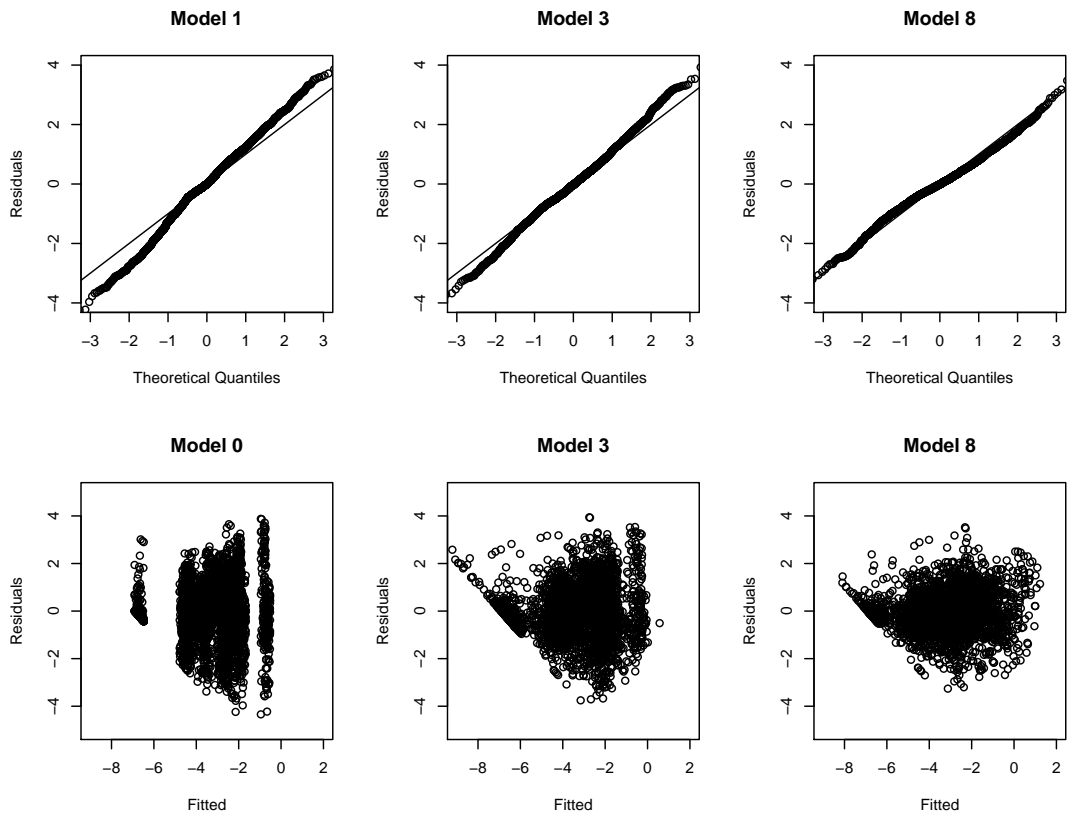 Model 1
Model 3
Model 8
4
2
0
−2
−4
Residuals
−3 −2 −1 0 1 2 3
Theoretical Quantiles
4
2
0
−2
−4
Residuals
−3 −2 −1 0 1 2 3
Theoretical Quantiles
4
2
0
−2
−4
Residuals
−3 −2 −1 0 1 2 3
Theoretical Quantiles
Model 0
Model 3
Model 8
4
2
0
−2
−4
Residuals
−8 −6 −4 −2 0 2
Fitted
4
2
0
−2
−4
Residuals
−8 −6 −4 −2 0 2
Fitted
4
2
0
−2
−4
Residuals
−8 −6 −4 −2 0 2
Fitted